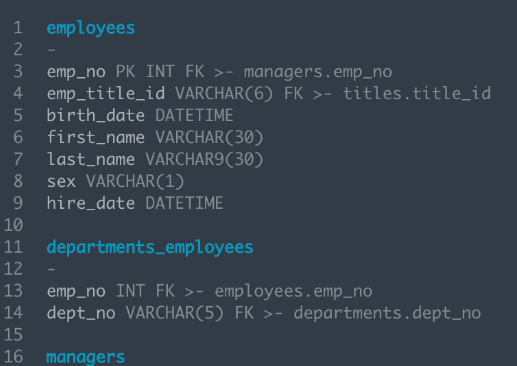 1 employees
2 -
3 emp_no PK INT FK >- managers.emp_no
4 emp_title_id VARCHAR(6) FK >- titles.title_id
5 birth_date DATETIME
6 first_name VARCHAR(30)
7 last_name VARCHAR9(30)
8 sex VARCHAR(1)
9 hire_date DATETIME
10
11 departments_employees
12 -
13 emp_no INT FK >- employees.emp_no
14 dept_no VARCHAR(5) FK >- departments.dept_no
15
16 managers